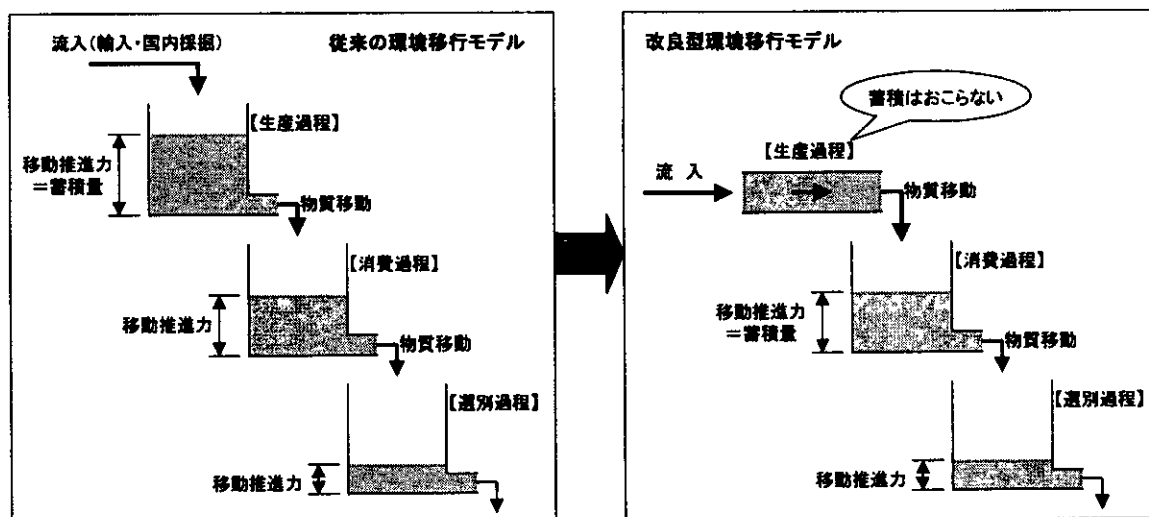 従来の環境移行モデル
流入(輸入・国内採掘)
【生産過程】
移動推進力
=蓄積量
物質移動
【消費過程】
移動推進力
物質移動
【選別過程】
移動推進力
改良型環境移行モデル
蓄積はおこらない
【生産過程】
流 入
物質移動
【消費過程】
移動推進力
=蓄積量
物質移動
【選別過程】
移動推進力